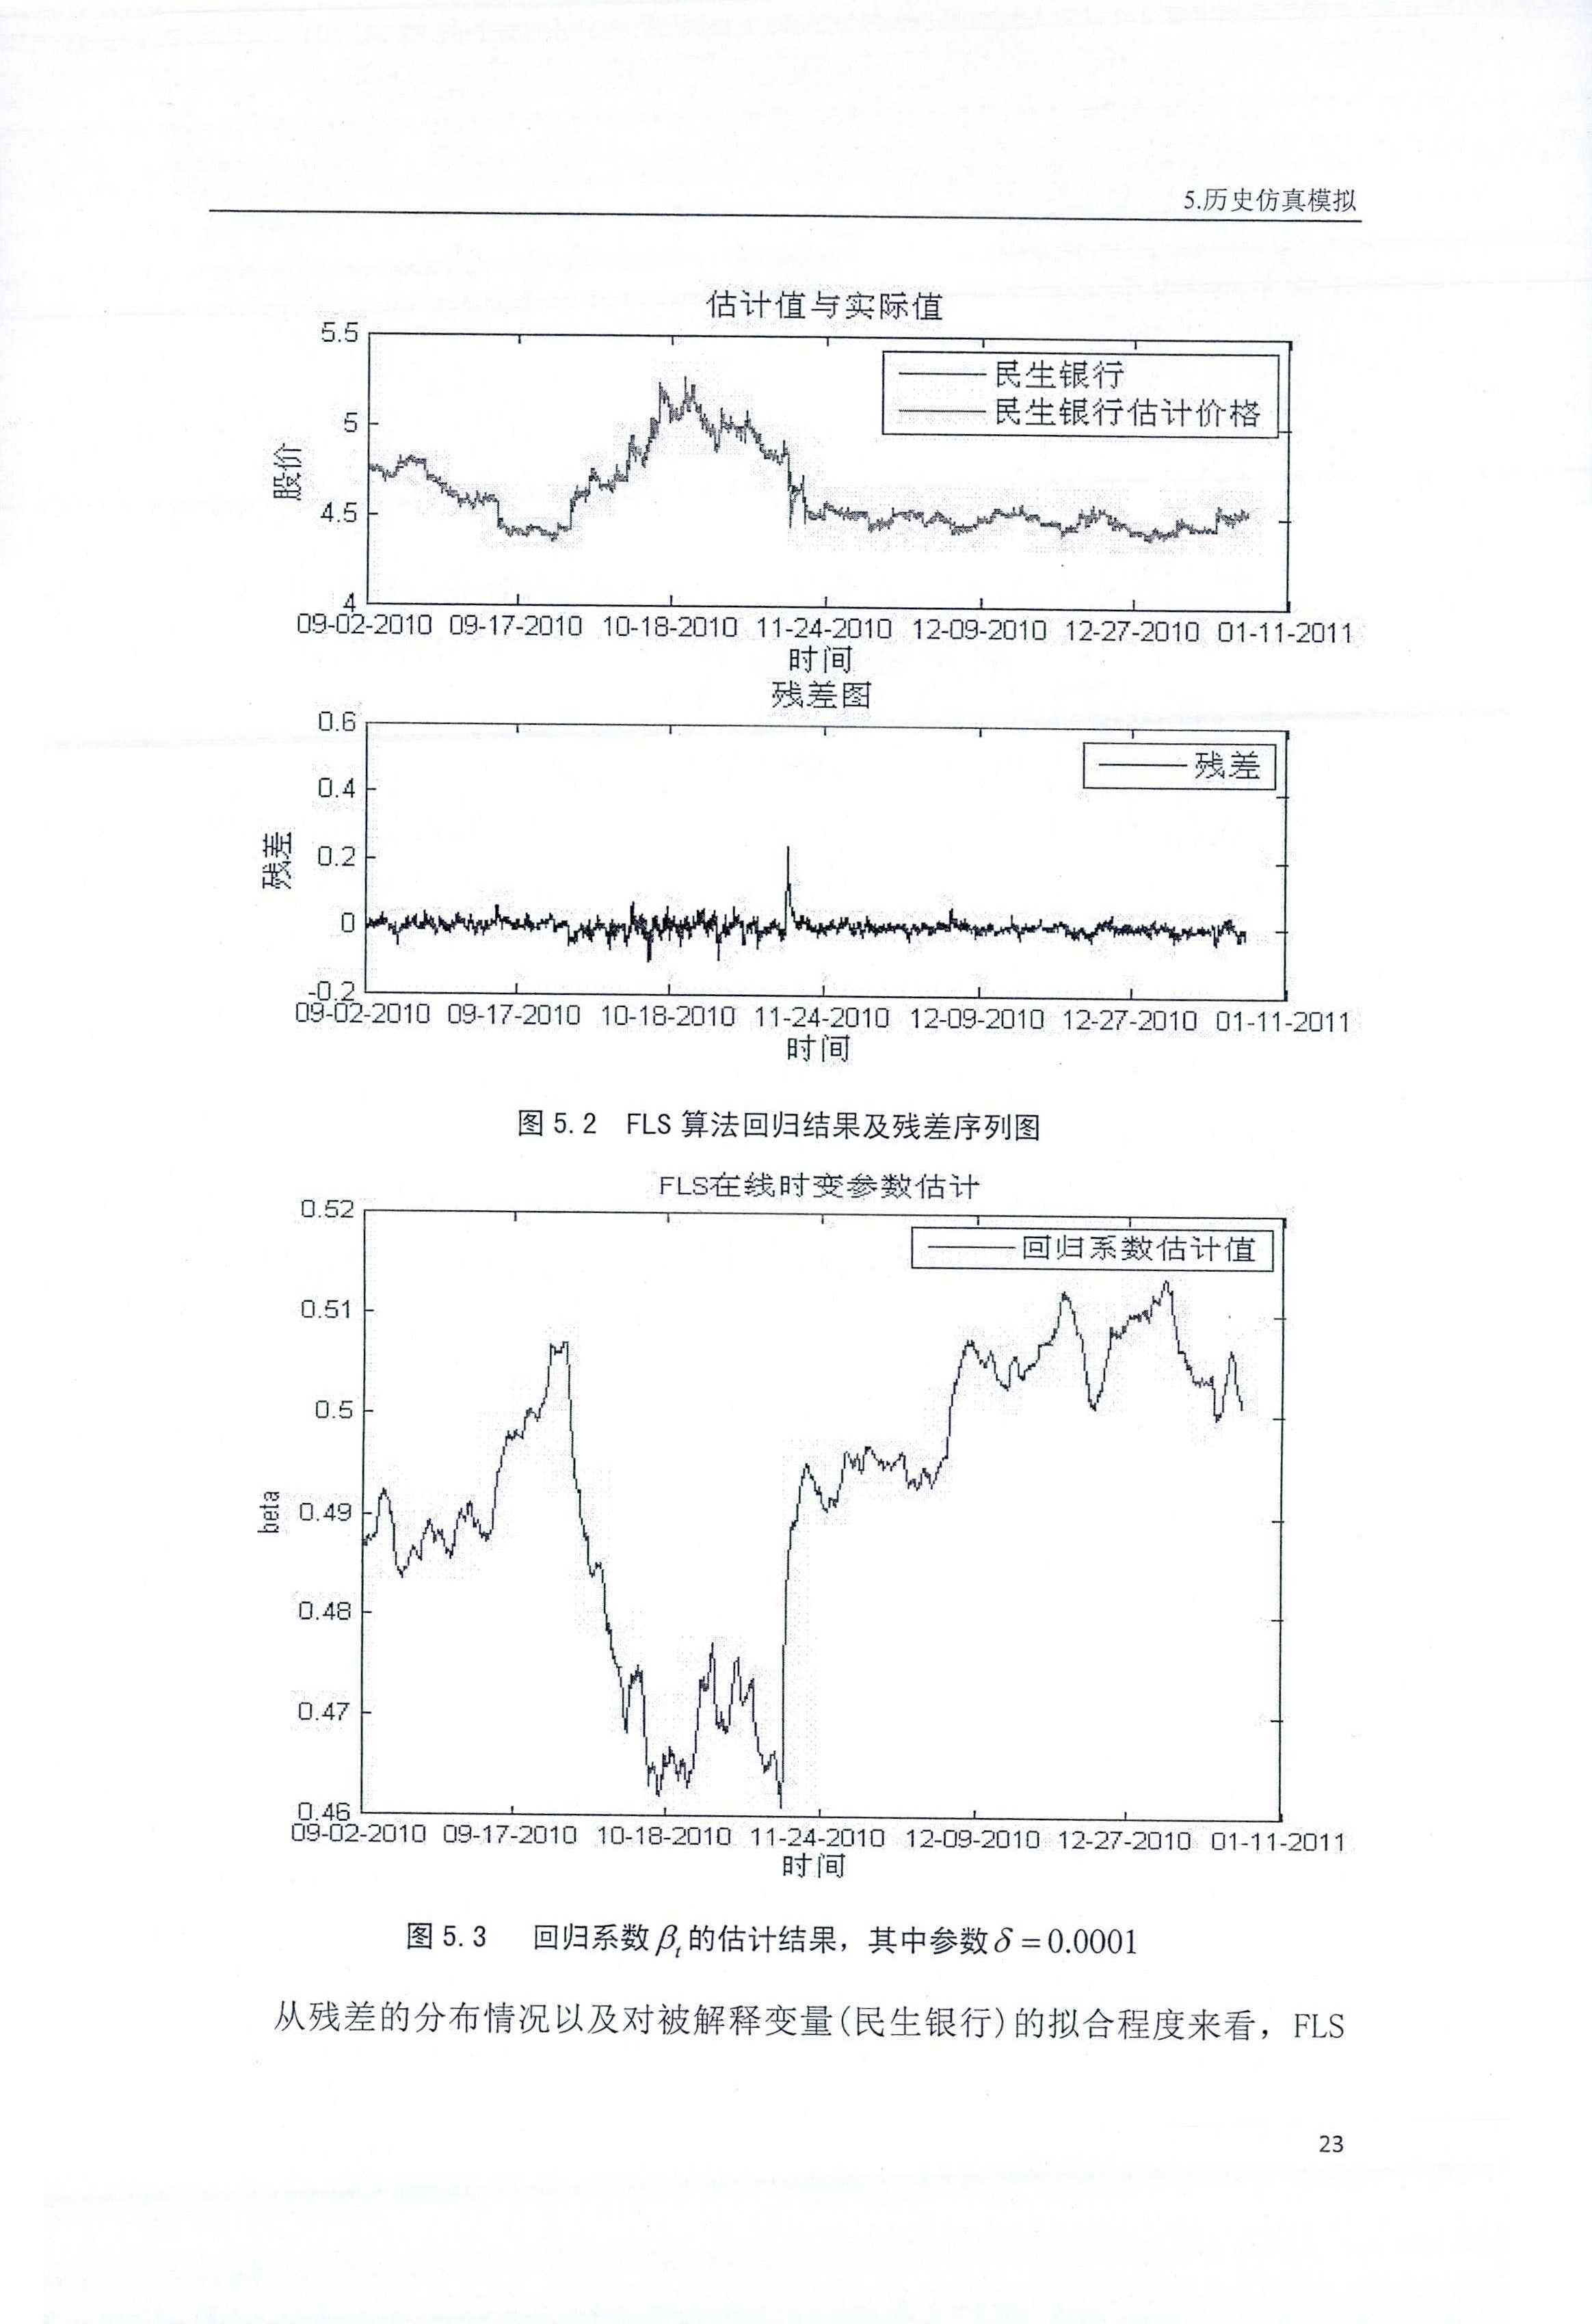 5.历史仿真模拟
估计值与实际值
5.5
5
4.5
4
股价
民生银行
民生银行估计价格
09-02-2010 09-17-2010 10-18-2010 11-24-2010 12-09-2010 12-27-2010 01-11-2011
时间
残差图
0.6
0.4
0.2
0
-0.2
残差
残差
09-02-2010 09-17-2010 10-18-2010 11-24-2010 12-09-2010 12-27-2010 01-11-2011
时间
图 5.2 FLS 算法回归结果及残差序列图
FLS在线时变参数估计
0.52
0.51
0.5
0.49
0.48
0.47
0.46
beta
回归系数估计值
09-02-2010 09-17-2010 10-18-2010 11-24-2010 12-09-2010 12-27-2010 01-11-2011
时间
图 5.3 回归系数βt的估计结果，其中参数δ=0.0001
从残差的分布情况以及对被解释变量(民生银行)的拟合程度来看，FLS
23